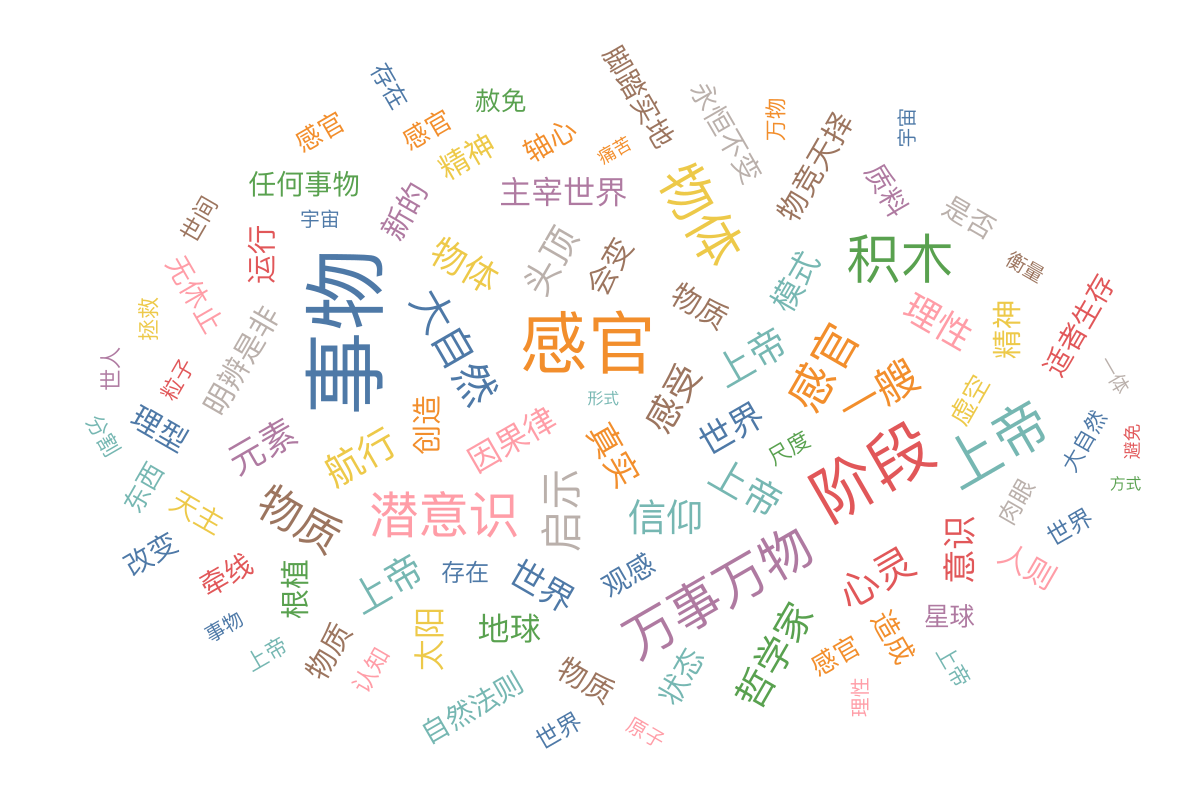 脚踏实地
存在
永恒不变
赦免
万物
宇宙
感官
感官
轴心
痛苦
物竞天择
精神
任何事物
新的
主宰世界
物体
质料
是否
世间
宇宙
运行
头顶
会变
积木
衡量
无休止
物体
模式
物质
适者生存
拯救
明辨是非
事物
大自然
感官
理性
精神
世人
粒子
上帝
感官
一艘
一体
感受
形式
虚空
分割
理型
元素
创造
因果律
真实
世界
尺度
上帝
大自然
避免
航行
阶段
东西
天主
物质
潜意识
启示
信仰
上帝
肉眼
方式
改变
牵线
根植
上帝
存在
世界
观感
万事万物
心灵
意识
世界
人则
事物
上帝
物质
认知
太阳
地球
哲学家
造成
星球
感官
上帝
自然法则
物质
状态
理性
世界
原子